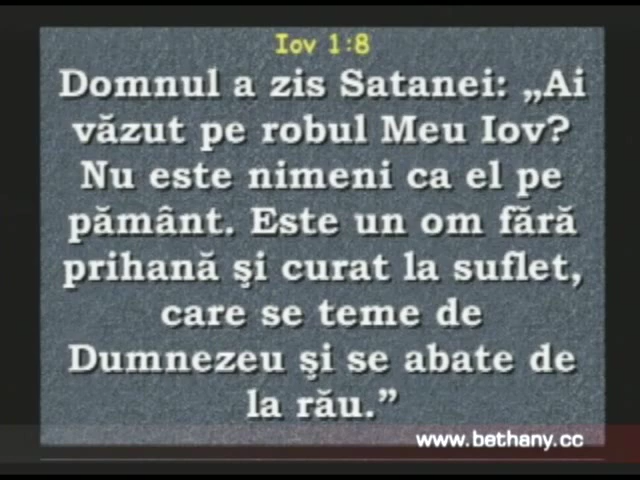 Iov 1:8
Domnul a zis Satanei: „Ai
văzut pe robul Meu Iov?
Nu este nimeni ca el pe
pământ. Este un om fără
prihană şi curat la suflet,
care se teme de
Dumnezeu şi se abate de
la rău.”
www.bethany.cc